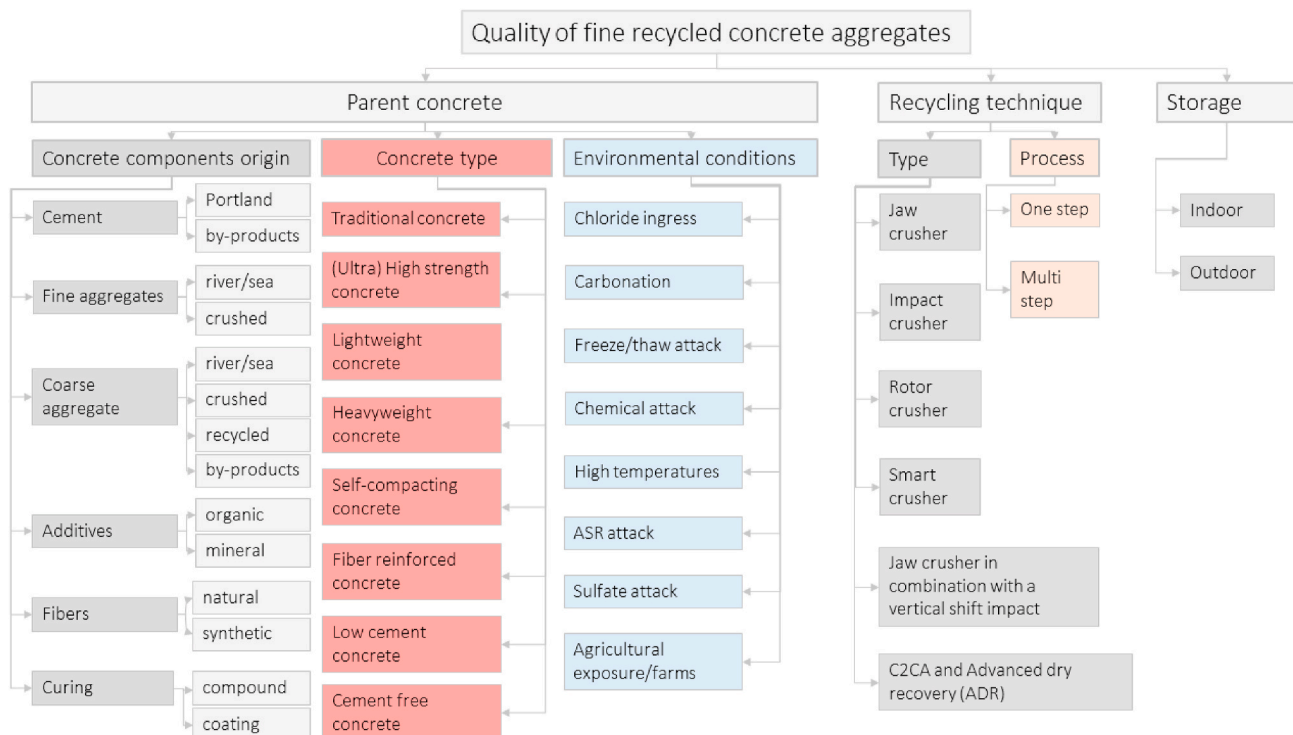 Quality of fine recycled concrete aggregates
Parent concrete
Recycling technique
Storage
Concrete components origin
Concrete type
Environmental conditions
Type
Process
Cement
Portland
by-products
Fine aggregates
river/sea
crushed
Coarse
aggregate
river/sea
crushed
recycled
by-products
Additives
organic
mineral
Fibers
natural
synthetic
Curing
compound
coating
Traditional concrete
(Ultra) High strength
concrete
Lightweight
concrete
Heavyweight
concrete
Self-compacting
concrete
Fiber reinforced
concrete
Low cement
concrete
Cement free
concrete
Chloride ingress
Carbonation
Freeze/thaw attack
Chemical attack
High temperatures
ASR attack
Sulfate attack
Agricultural
exposure/farms
Jaw
crusher
Impact
crusher
Rotor
crusher
Smart
crusher
Jaw crusher in
combination with a
vertical shift impact
C2CA and Advanced dry
recovery (ADR)
One step
Multi
step
Indoor
Outdoor